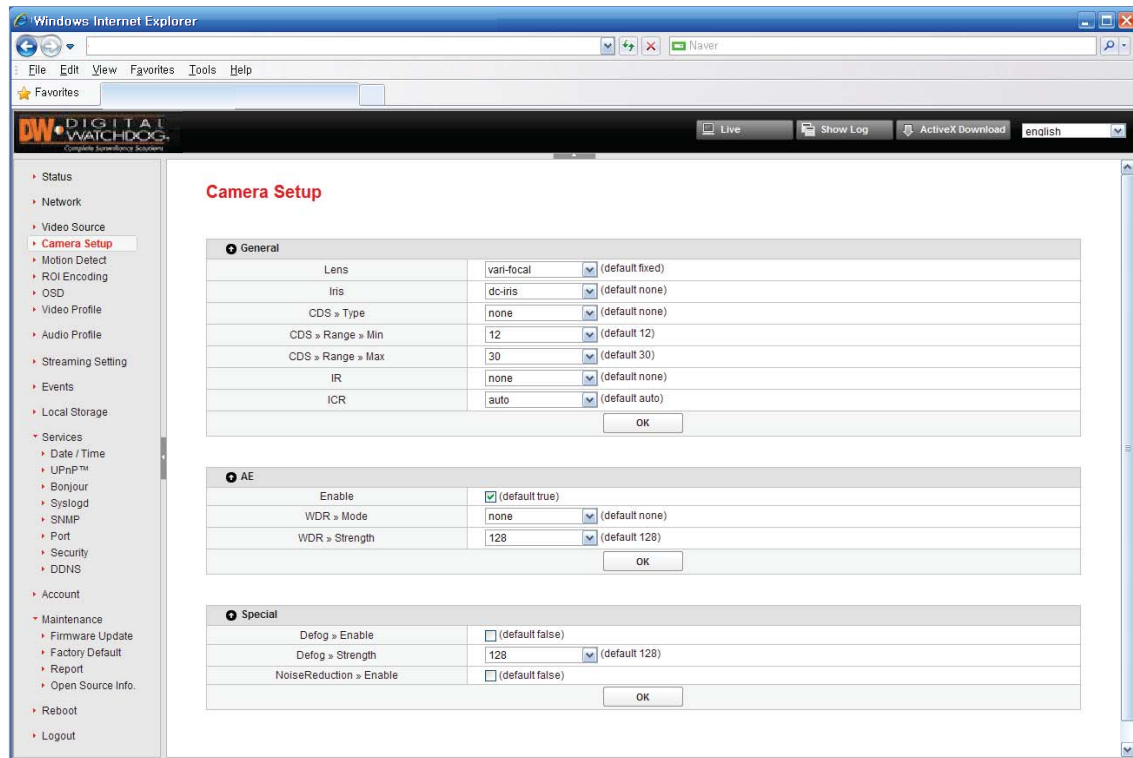 Windows Internet Explorer
Naver
File Edit View Favorites Tools Help
Favorites
DW DIGITAL WATCHDOG
Complete Surveillance Solutions
Live
Show Log
ActiveX Download
english
Status
Network
Video Source
Camera Setup
Motion Detect
ROI Encoding
OSD
Video Profile
Audio Profile
Streaming Setting
Events
Local Storage
Services
Date / Time
UPnP™
Bonjour
Syslogd
SNMP
Port
Security
DDNS
Account
Maintenance
Firmware Update
Factory Default
Report
Open Source Info.
Reboot
Logout
Camera Setup
General
Lens vari-focal (default fixed)
Iris dc-iris (default none)
CDS » Type none (default none)
CDS » Range » Min 12 (default 12)
CDS » Range » Max 30 (default 30)
IR none (default none)
ICR auto (default auto)
OK
AE
Enable (default true)
WDR » Mode none (default none)
WDR » Strength 128 (default 128)
OK
Special
Defog » Enable (default false)
Defog » Strength 128 (default 128)
NoiseReduction » Enable (default false)
OK